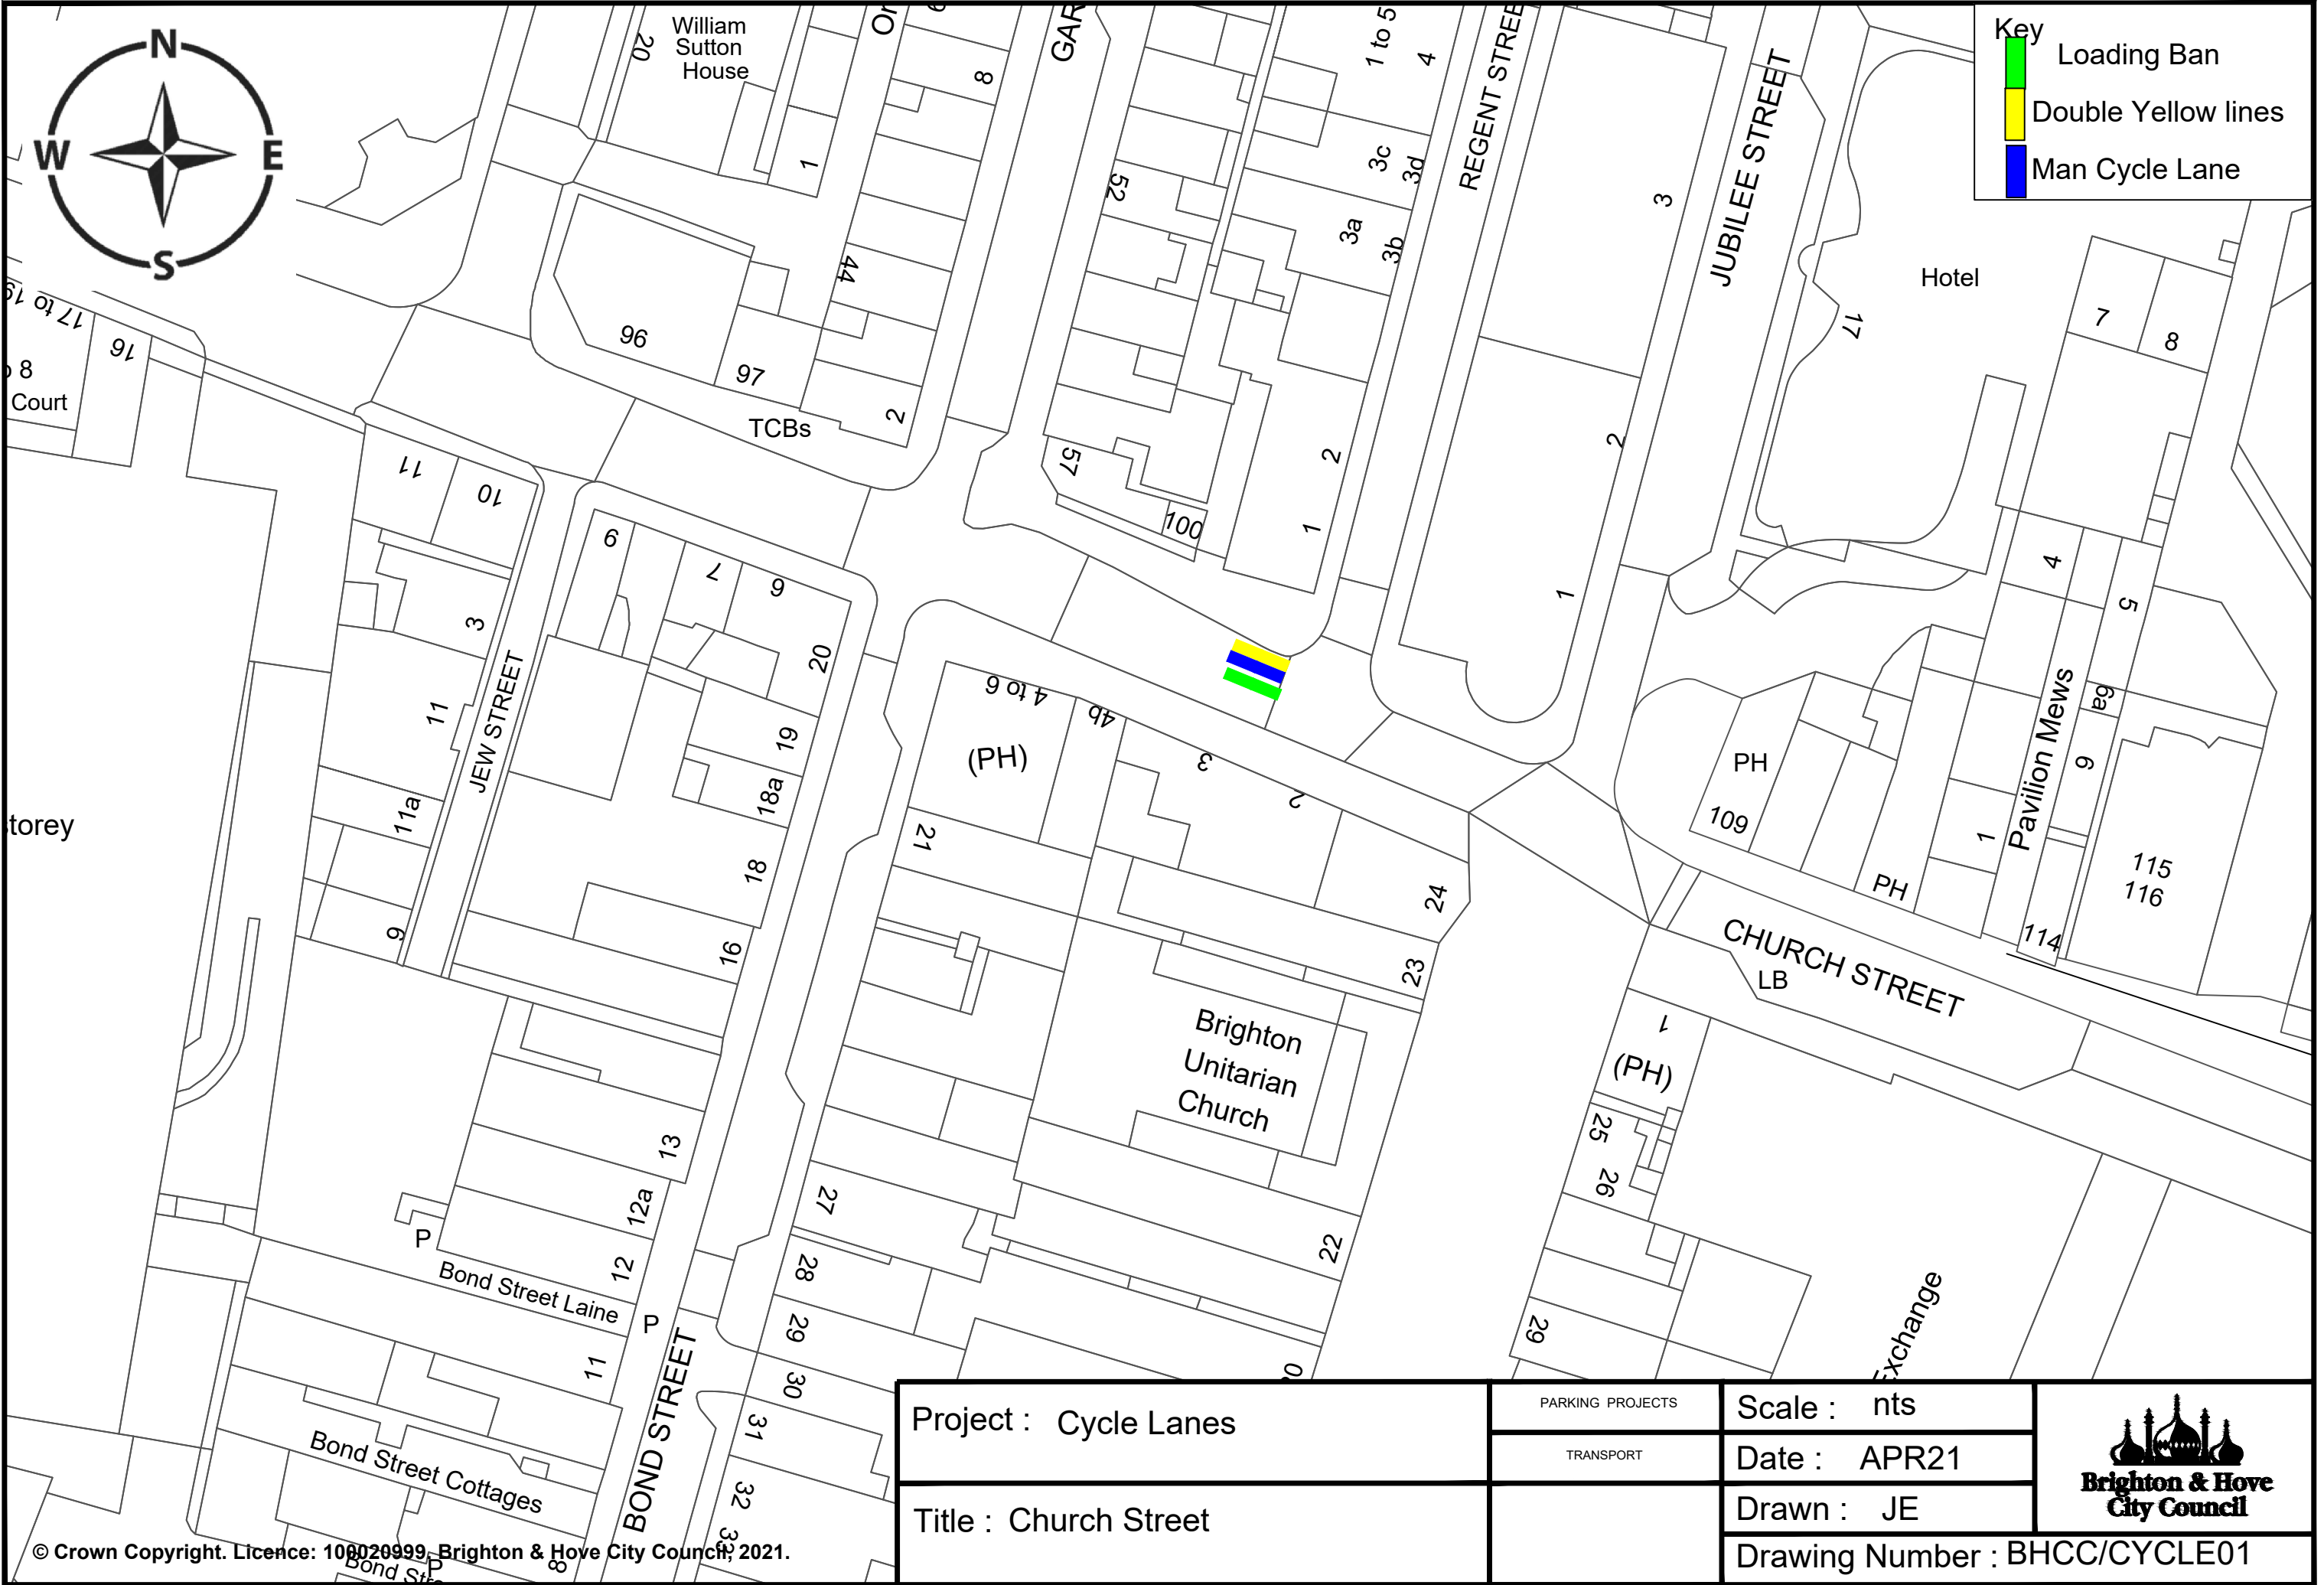 N
W
E
S
Key
Loading Ban
Double Yellow lines
Man Cycle Lane
William
Sutton
House
20
1
8
GAR
52
44
1 to 5
4
3c
3d
3a
3b
REGENT STREE
3
JUBILEE STREET
17
Hotel
7
8
17 to 19
16
8
Court
96
97
2
TCBs
57
100
2
1
2
1
11
10
9
7
6
3
20
11
JEW STREET
19
18a
11a
18
storey
6
16
4 to 6
4b
(PH)
3
2
21
24
23
4
5
6a
6
Pavilion Mews
1
PH
109
PH
114
115
116
CHURCH STREET
LB
1
(PH)
25
26
29
Exchange
Brighton
Unitarian
Church
22
13
12a
12
P
Bond Street Laine
P
11
27
28
29
30
31
32
33
BOND STREET
Bond Street Cottages
8
P
© Crown Copyright. Licence: 100020999, Brighton & Hove City Council, 2021.
Project : Cycle Lanes
Title : Church Street
PARKING PROJECTS
TRANSPORT
Scale : nts
Date : APR21
Drawn : JE
Drawing Number : BHCC/CYCLE01
Brighton & Hove
City Council